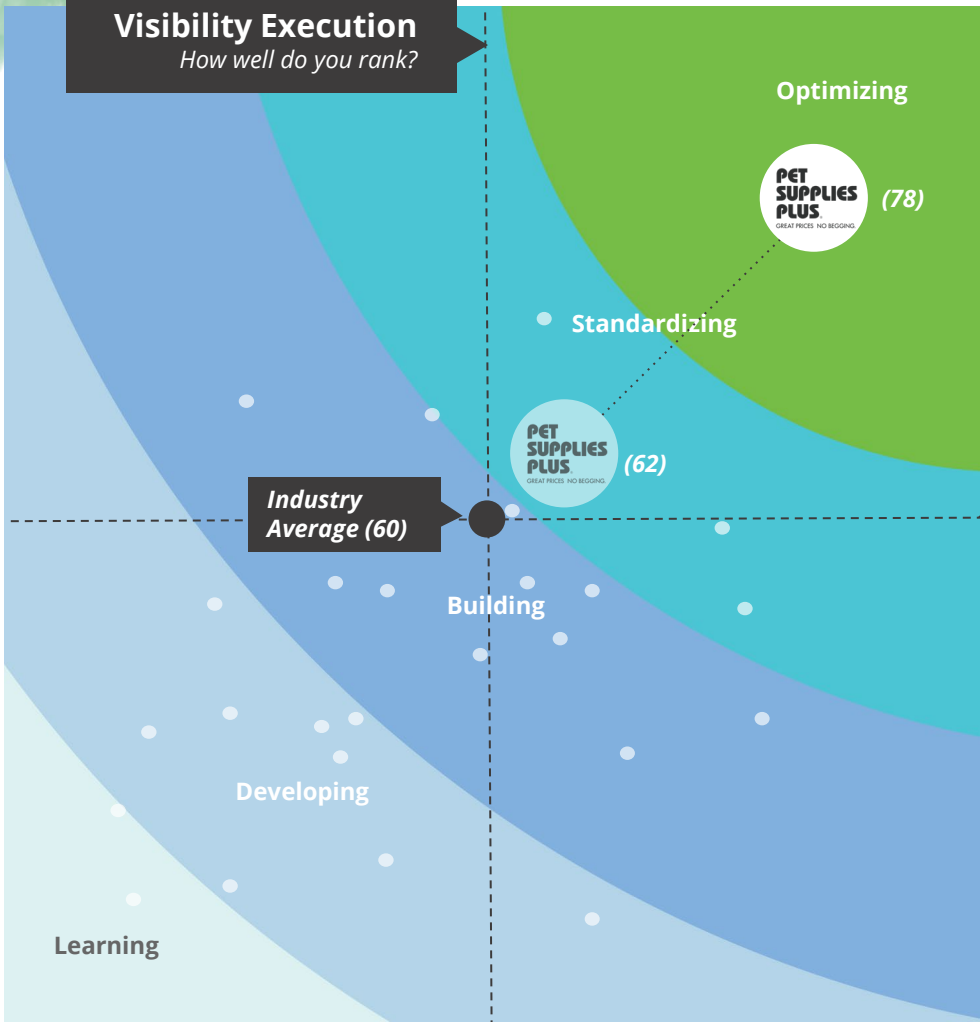 Visibility Execution
How well do you rank?
Optimizing
PET
SUPPLIES
PLUS.
GREAT PRICES NO BEGGING.
(78)
Standardizing
PET
SUPPLIES
PLUS.
GREAT PRICES NO BEGGING.
(62)
Industry
Average (60)
Building
Developing
Learning